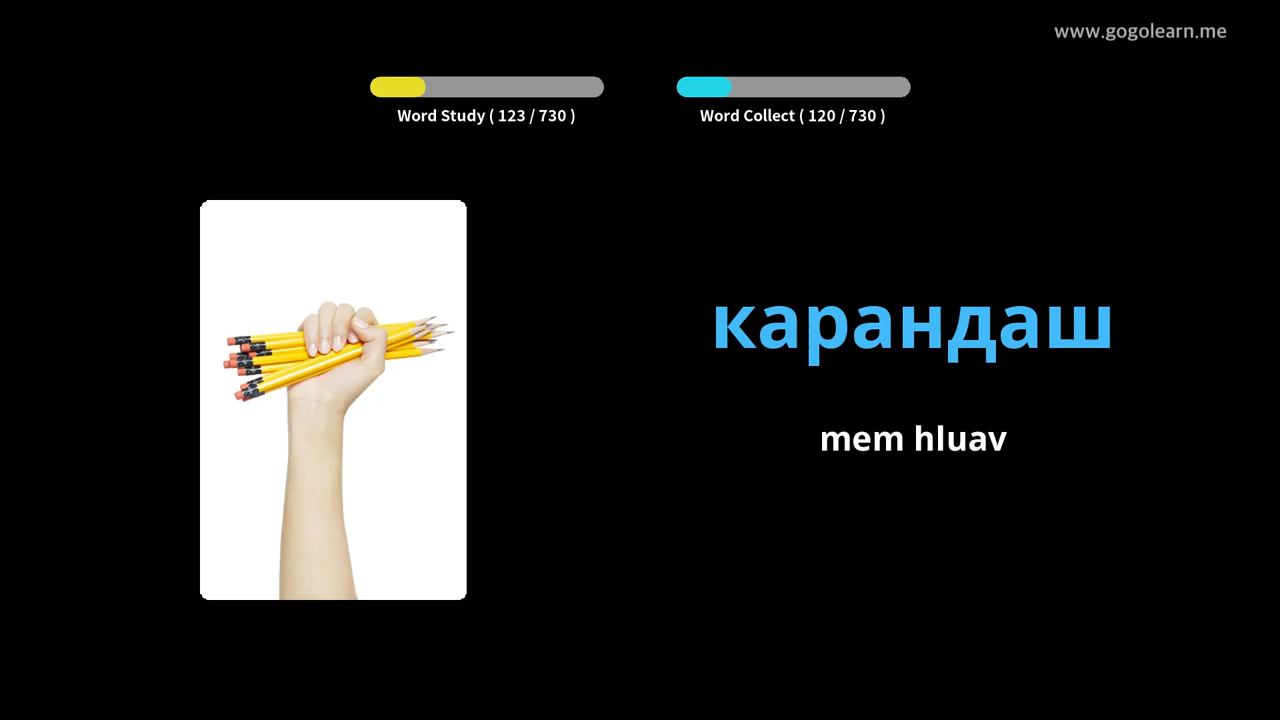 www.gogolearn.me
Word Study ( 123 / 730 )
Word Collect ( 120 / 730 )
карандаш
mem hluav